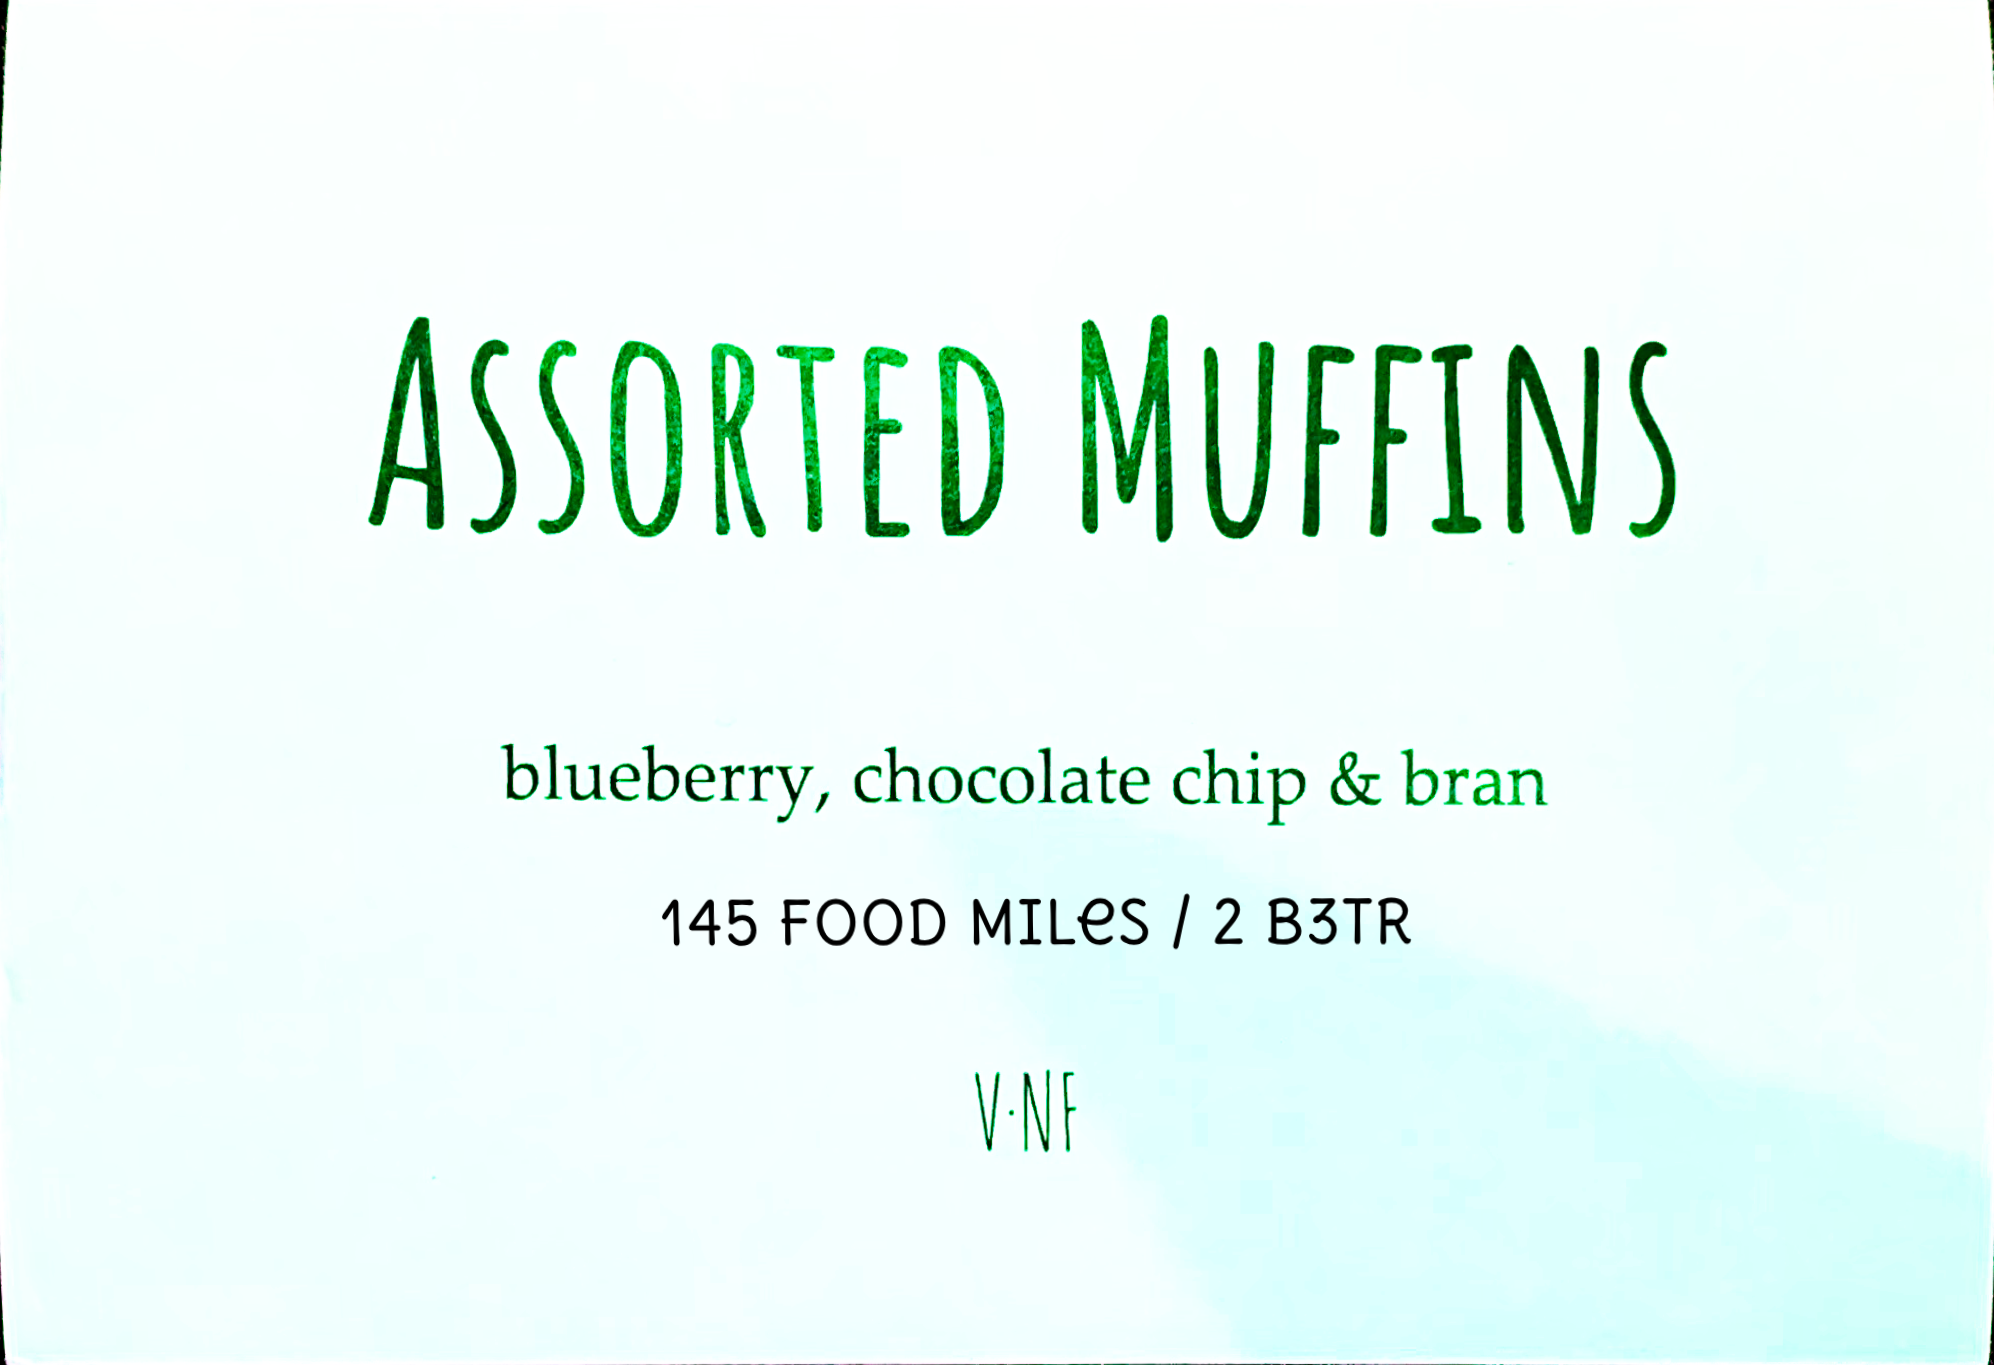 ASSORTED MUFFINS
blueberry, chocolate chip & bran
145 FOOD MILeS / 2 B3TR
V·NF